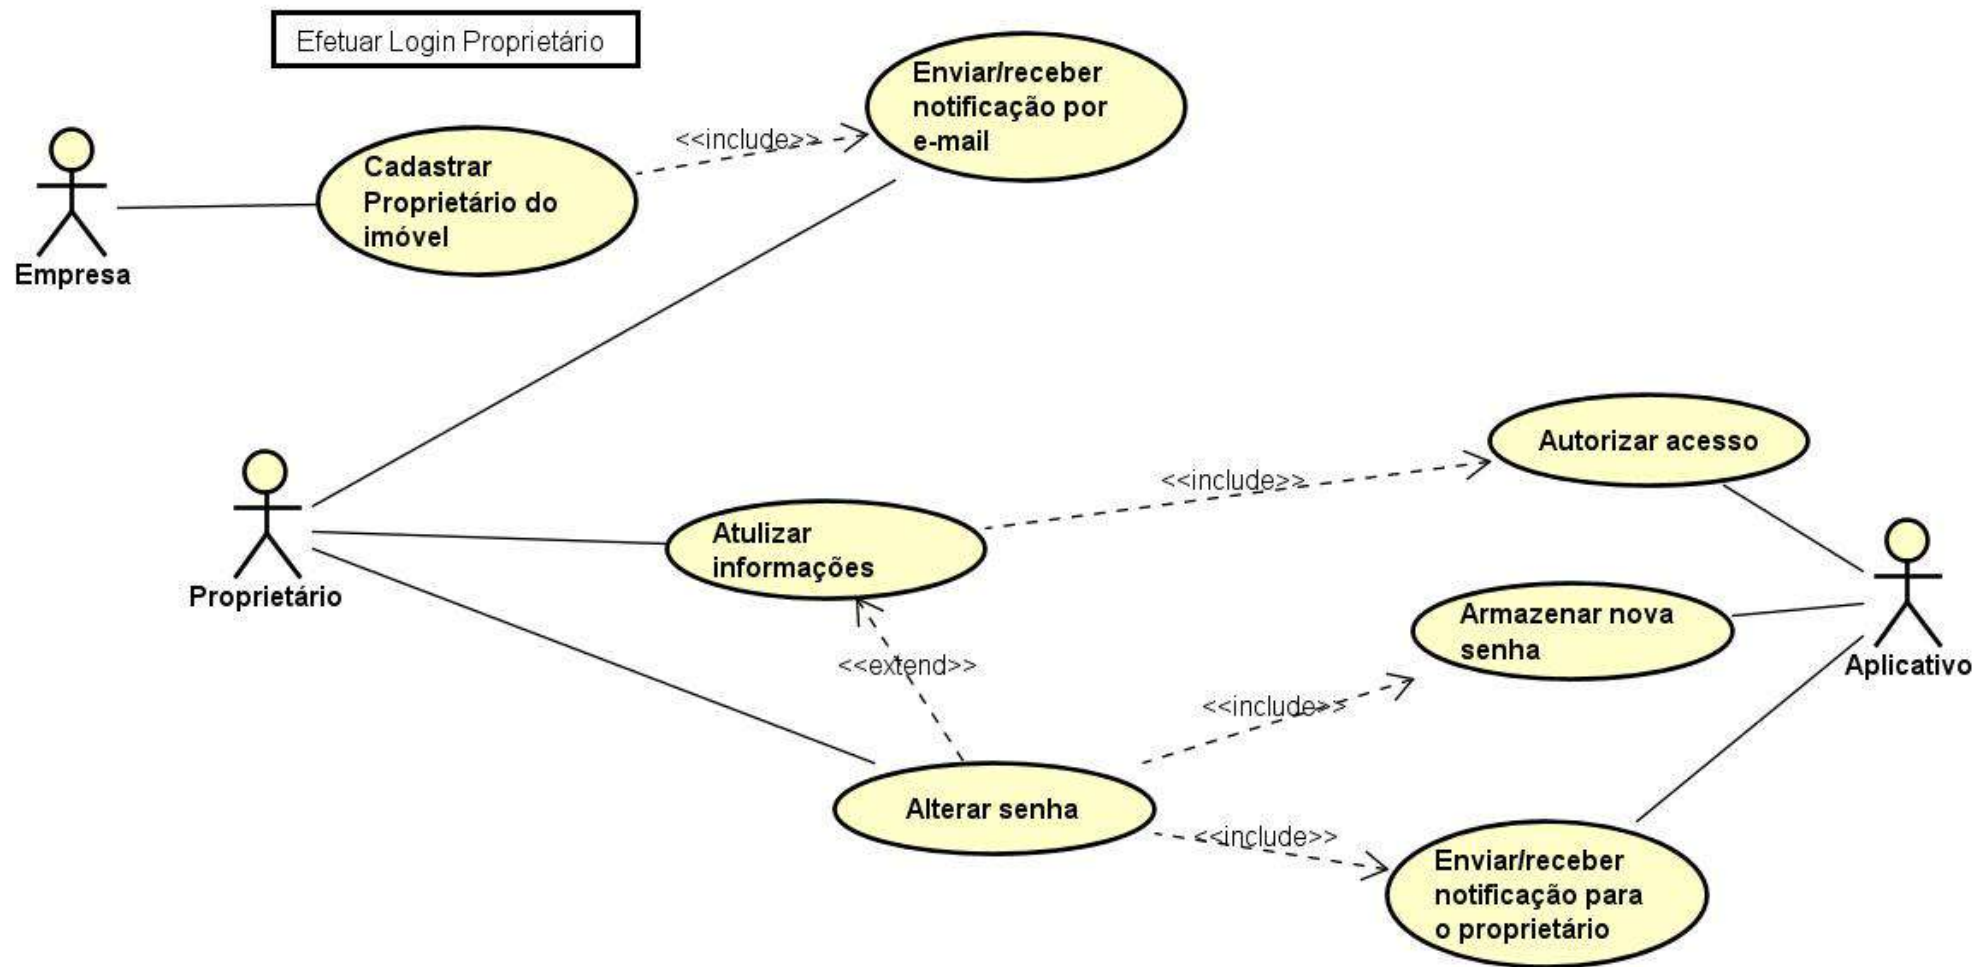 Efetuar Login Proprietário
Enviar/receber
notificação por
e-mail
<<include>>
Cadastrar
Proprietário do
imóvel
Empresa
Autorizar acesso
<<include>>
Atulizar
informações
Proprietário
Armazenar nova
senha
Aplicativo
<<extend>>
<<include>>
Alterar senha
<<include>>
Enviar/receber
notificação para
o proprietário